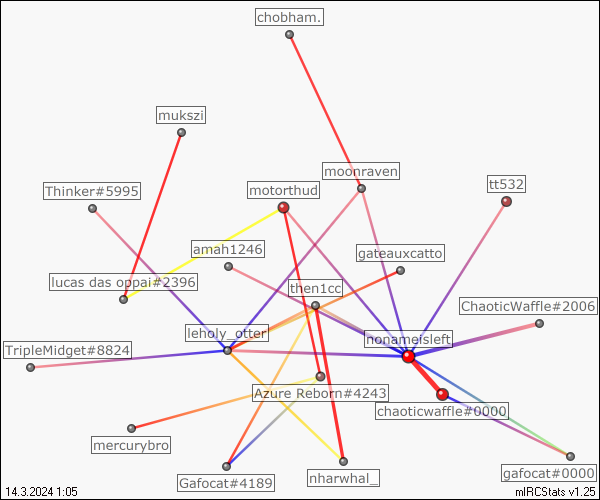 chobham.
mukszi
moonraven
Thinker#5995
motorthud
tt532
amah1246
gateauxcatto
lucas das oppai#2396
then1cc
ChaoticWaffle#2006
leholy_otter
nonameisleft
TripleMidget#8824
Azure Reborn#4243
chaoticwaffle#0000
mercurybro
Gafocat#4189
nharwhal_
gafocat#0000
14.3.2024 1:05
mIRCStats v1.25